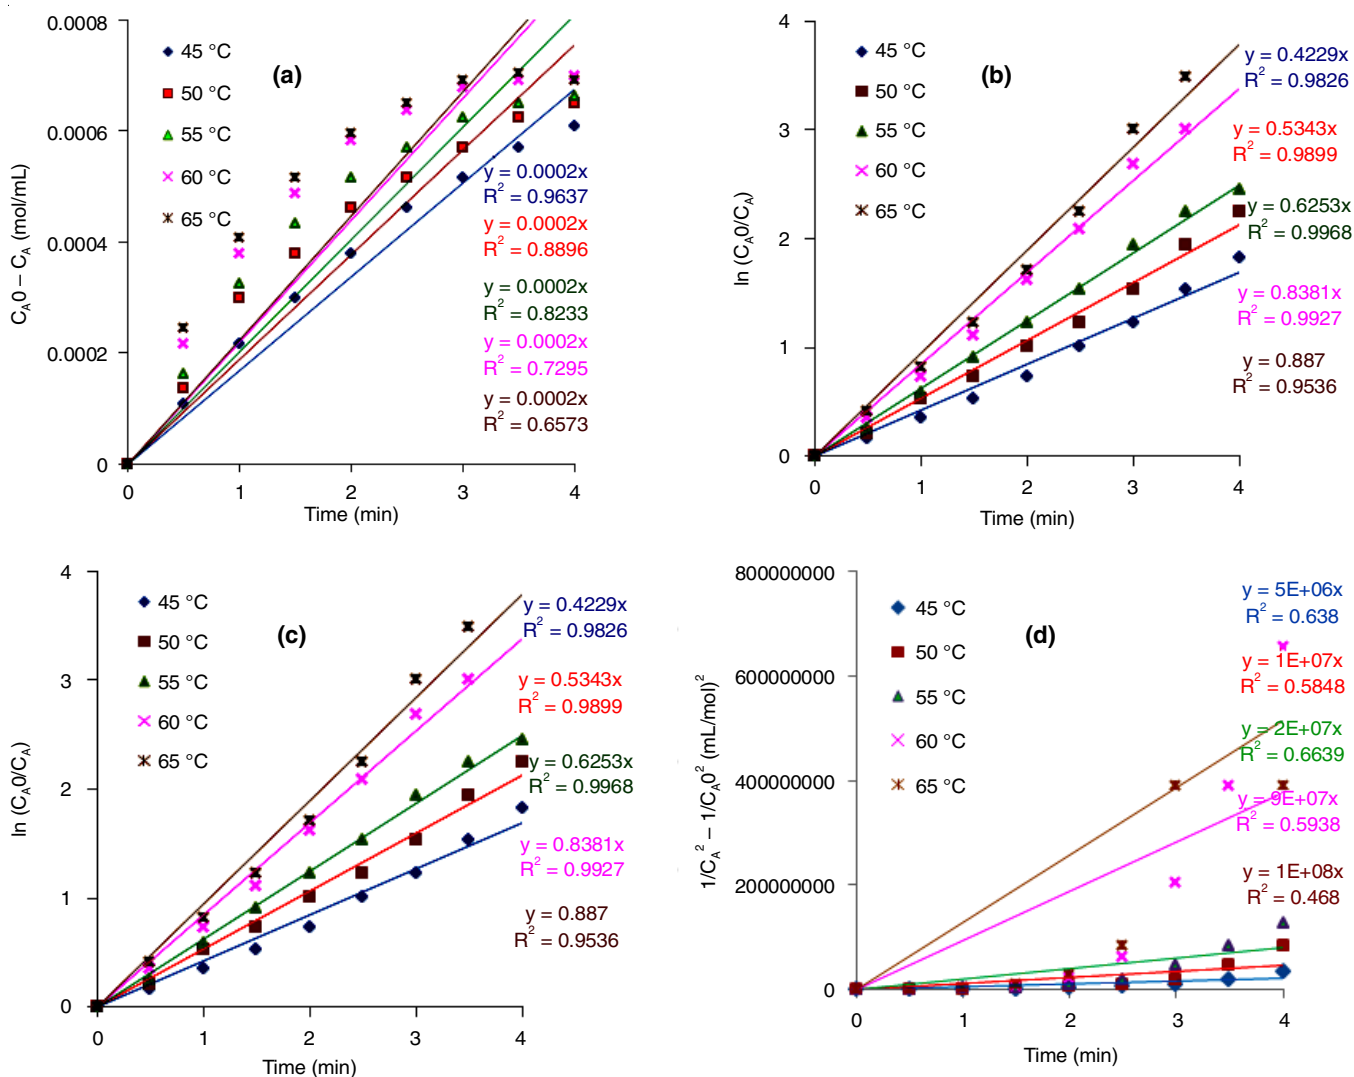 (a)
0.0008
0.0006
0.0004
0.0002
0
C_A0 – C_A (mol/mL)
45 °C
50 °C
55 °C
60 °C
65 °C
y = 0.0002x
R² = 0.9637
y = 0.0002x
R² = 0.8896
y = 0.0002x
R² = 0.8233
y = 0.0002x
R² = 0.7295
y = 0.0002x
R² = 0.6573
0 1 2 3 4
Time (min)
(b)
4
3
2
1
0
ln (C_A0/C_A)
45 °C
50 °C
55 °C
60 °C
65 °C
y = 0.4229x
R² = 0.9826
y = 0.5343x
R² = 0.9899
y = 0.6253x
R² = 0.9968
y = 0.8381x
R² = 0.9927
y = 0.887
R² = 0.9536
0 1 2 3 4
Time (min)
(c)
4
3
2
1
0
ln (C_A0/C_A)
45 °C
50 °C
55 °C
60 °C
65 °C
y = 0.4229x
R² = 0.9826
y = 0.5343x
R² = 0.9899
y = 0.6253x
R² = 0.9968
y = 0.8381x
R² = 0.9927
y = 0.887
R² = 0.9536
0 1 2 3 4
Time (min)
(d)
800000000
600000000
400000000
200000000
0
1/C_A² – 1/C_A0² (mL/mol)²
45 °C
50 °C
55 °C
60 °C
65 °C
y = 5E+06x
R² = 0.638
y = 1E+07x
R² = 0.5848
y = 2E+07x
R² = 0.6639
y = 9E+07x
R² = 0.5938
y = 1E+08x
R² = 0.468
0 1 2 3 4
Time (min)